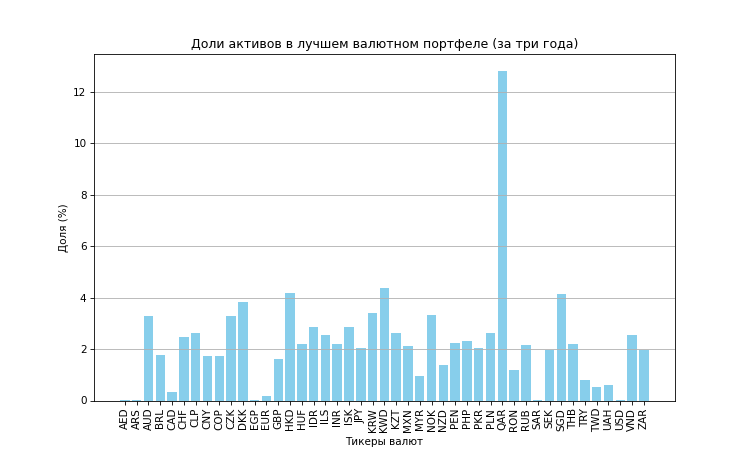 Доли активов в лучшем валютном портфеле (за три года)
Доля (%)
12
10
8
6
4
2
0
AED ARS AUD BRL CAD CHF CLP CNY COP CZK DKK EGP EUR GBP HKD HUF IDR ILS INR ISK JPY KRW KWD KZT MXN MYR NOK NZD PEN PHP PKR PLN QAR RON RUB SAR SEK SGD THB TRY TWD UAH USD VND ZAR
Тикеры валют